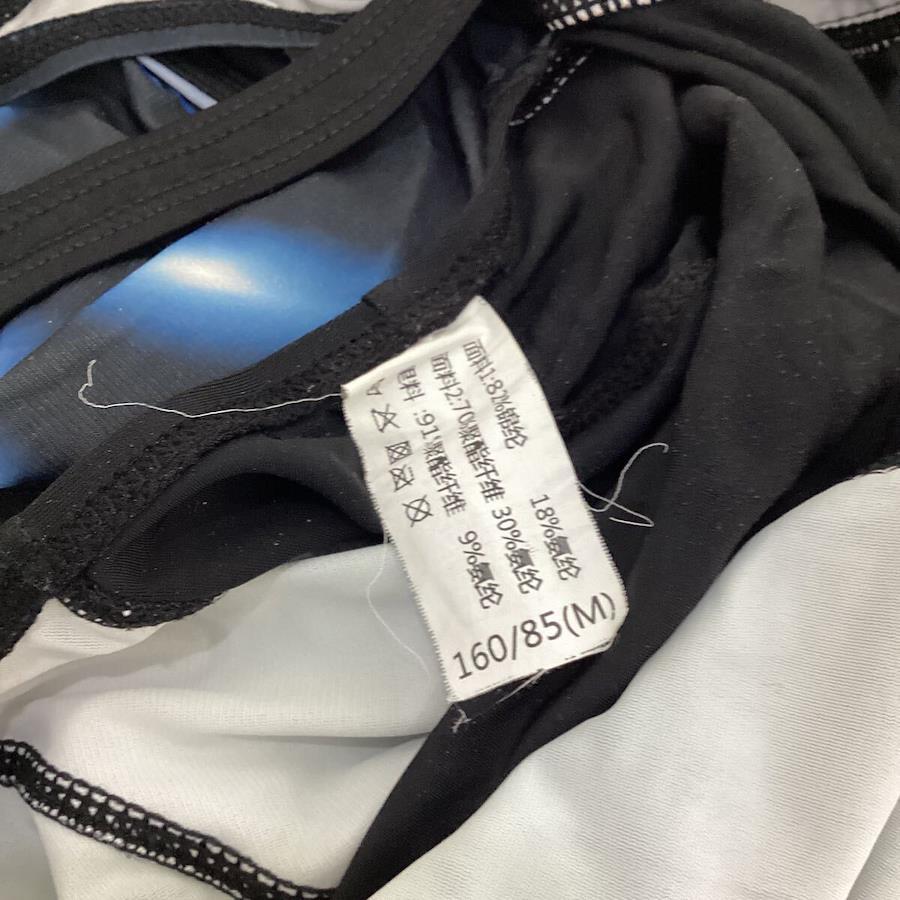 面料1:82%锦纶 18%氨纶
面料2:70%聚酯纤维 30%氨纶
里料:91%聚酯纤维 9%氨纶
160/85(M)